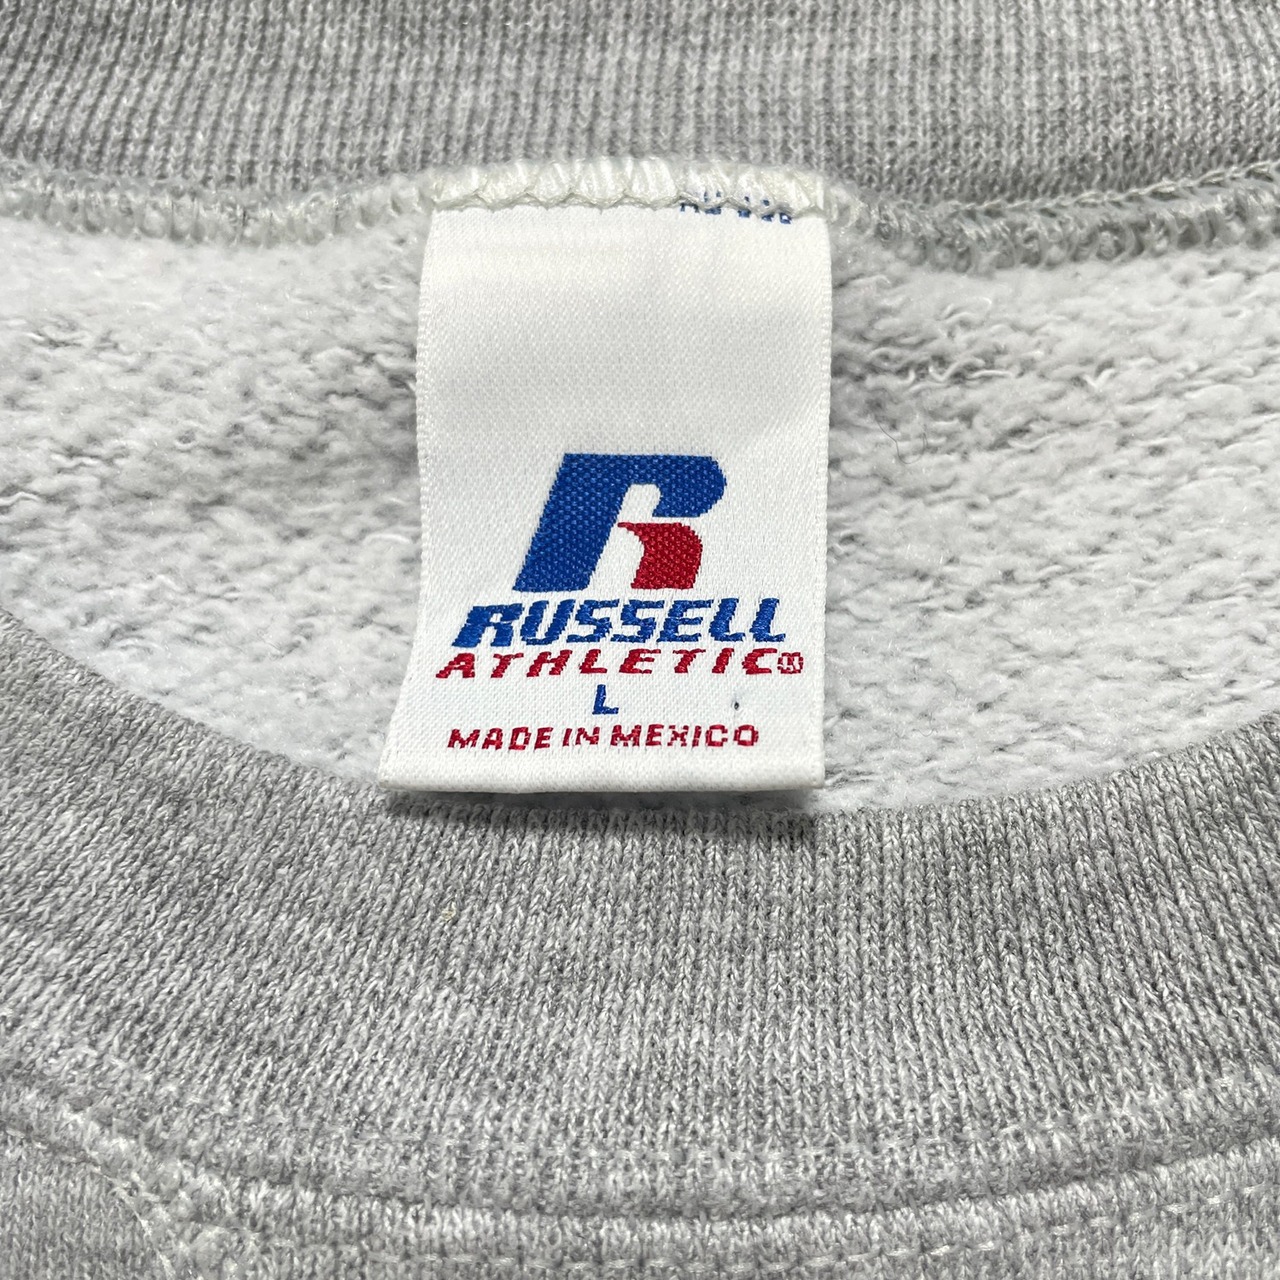 RUSSELL
ATHLETIC®
L
MADE IN MEXICO